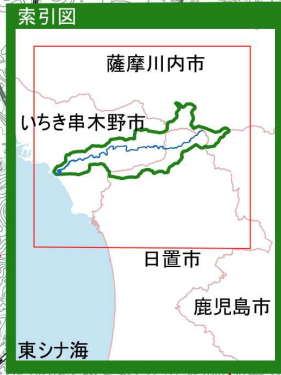 索引図
薩摩川内市
いちき串木野市
日置市
鹿児島市
東シナ海